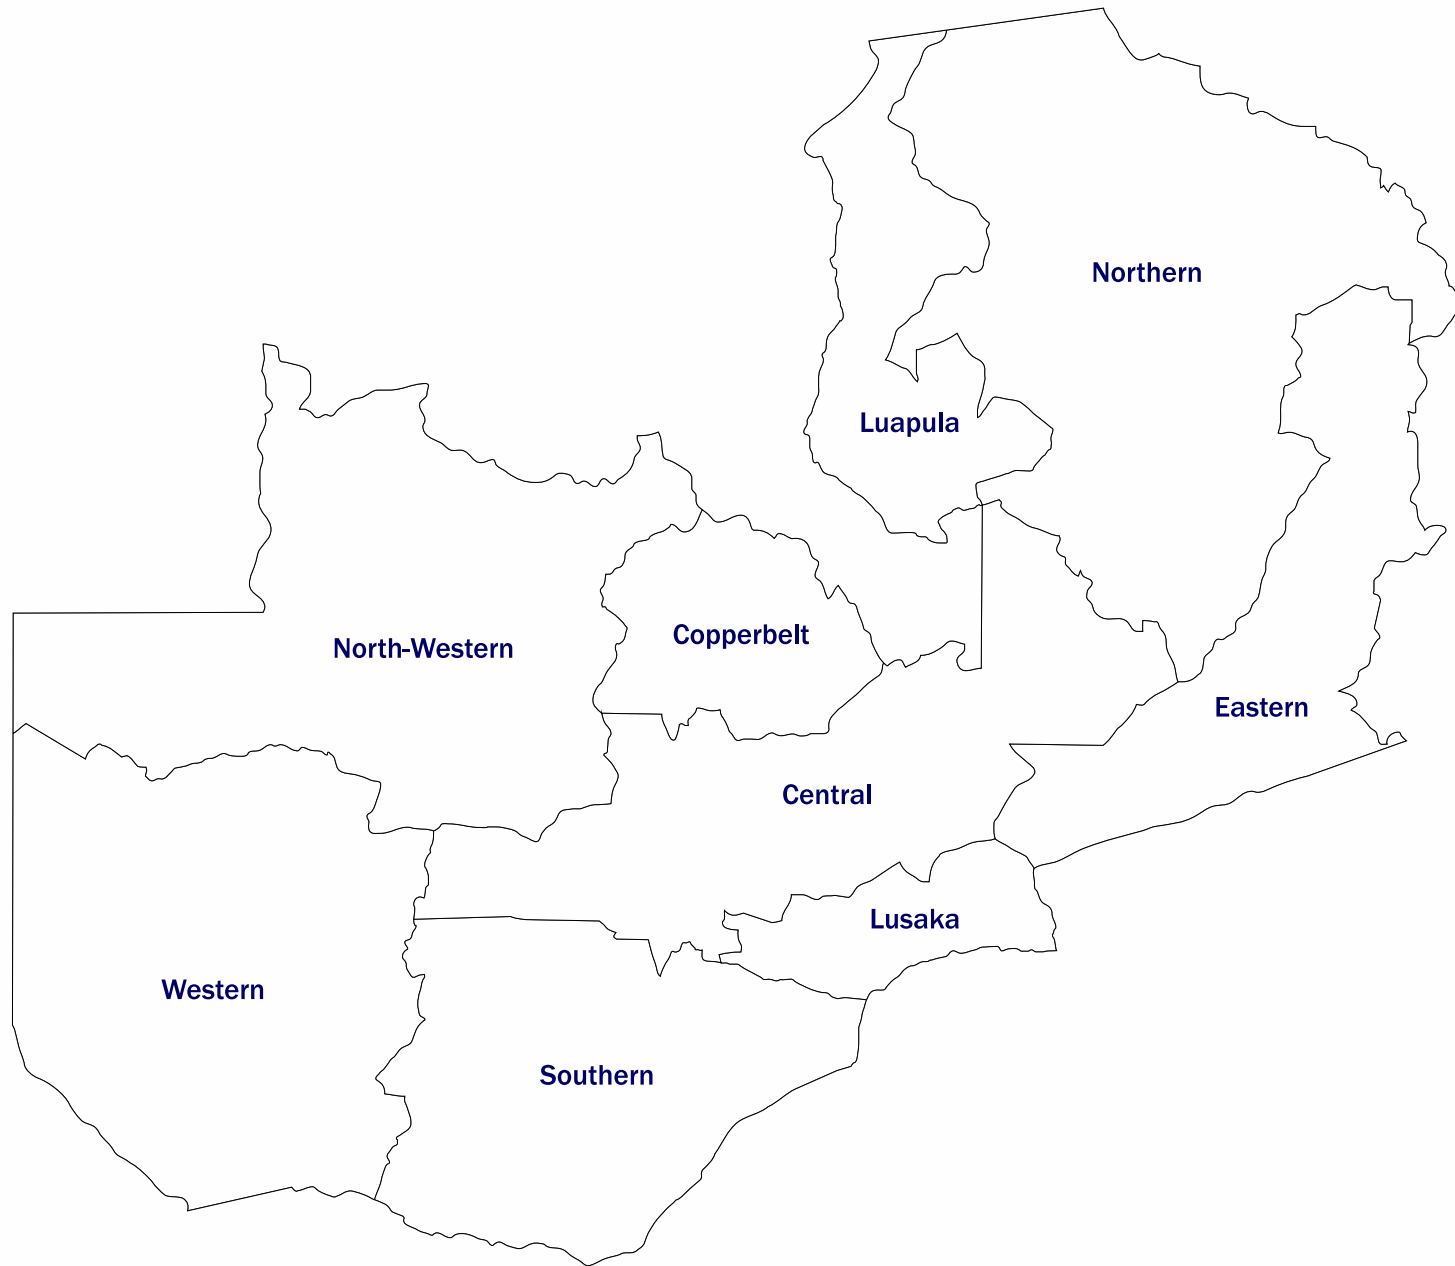 Northern
Luapula
Copperbelt
North-Western
Eastern
Central
Lusaka
Western
Southern